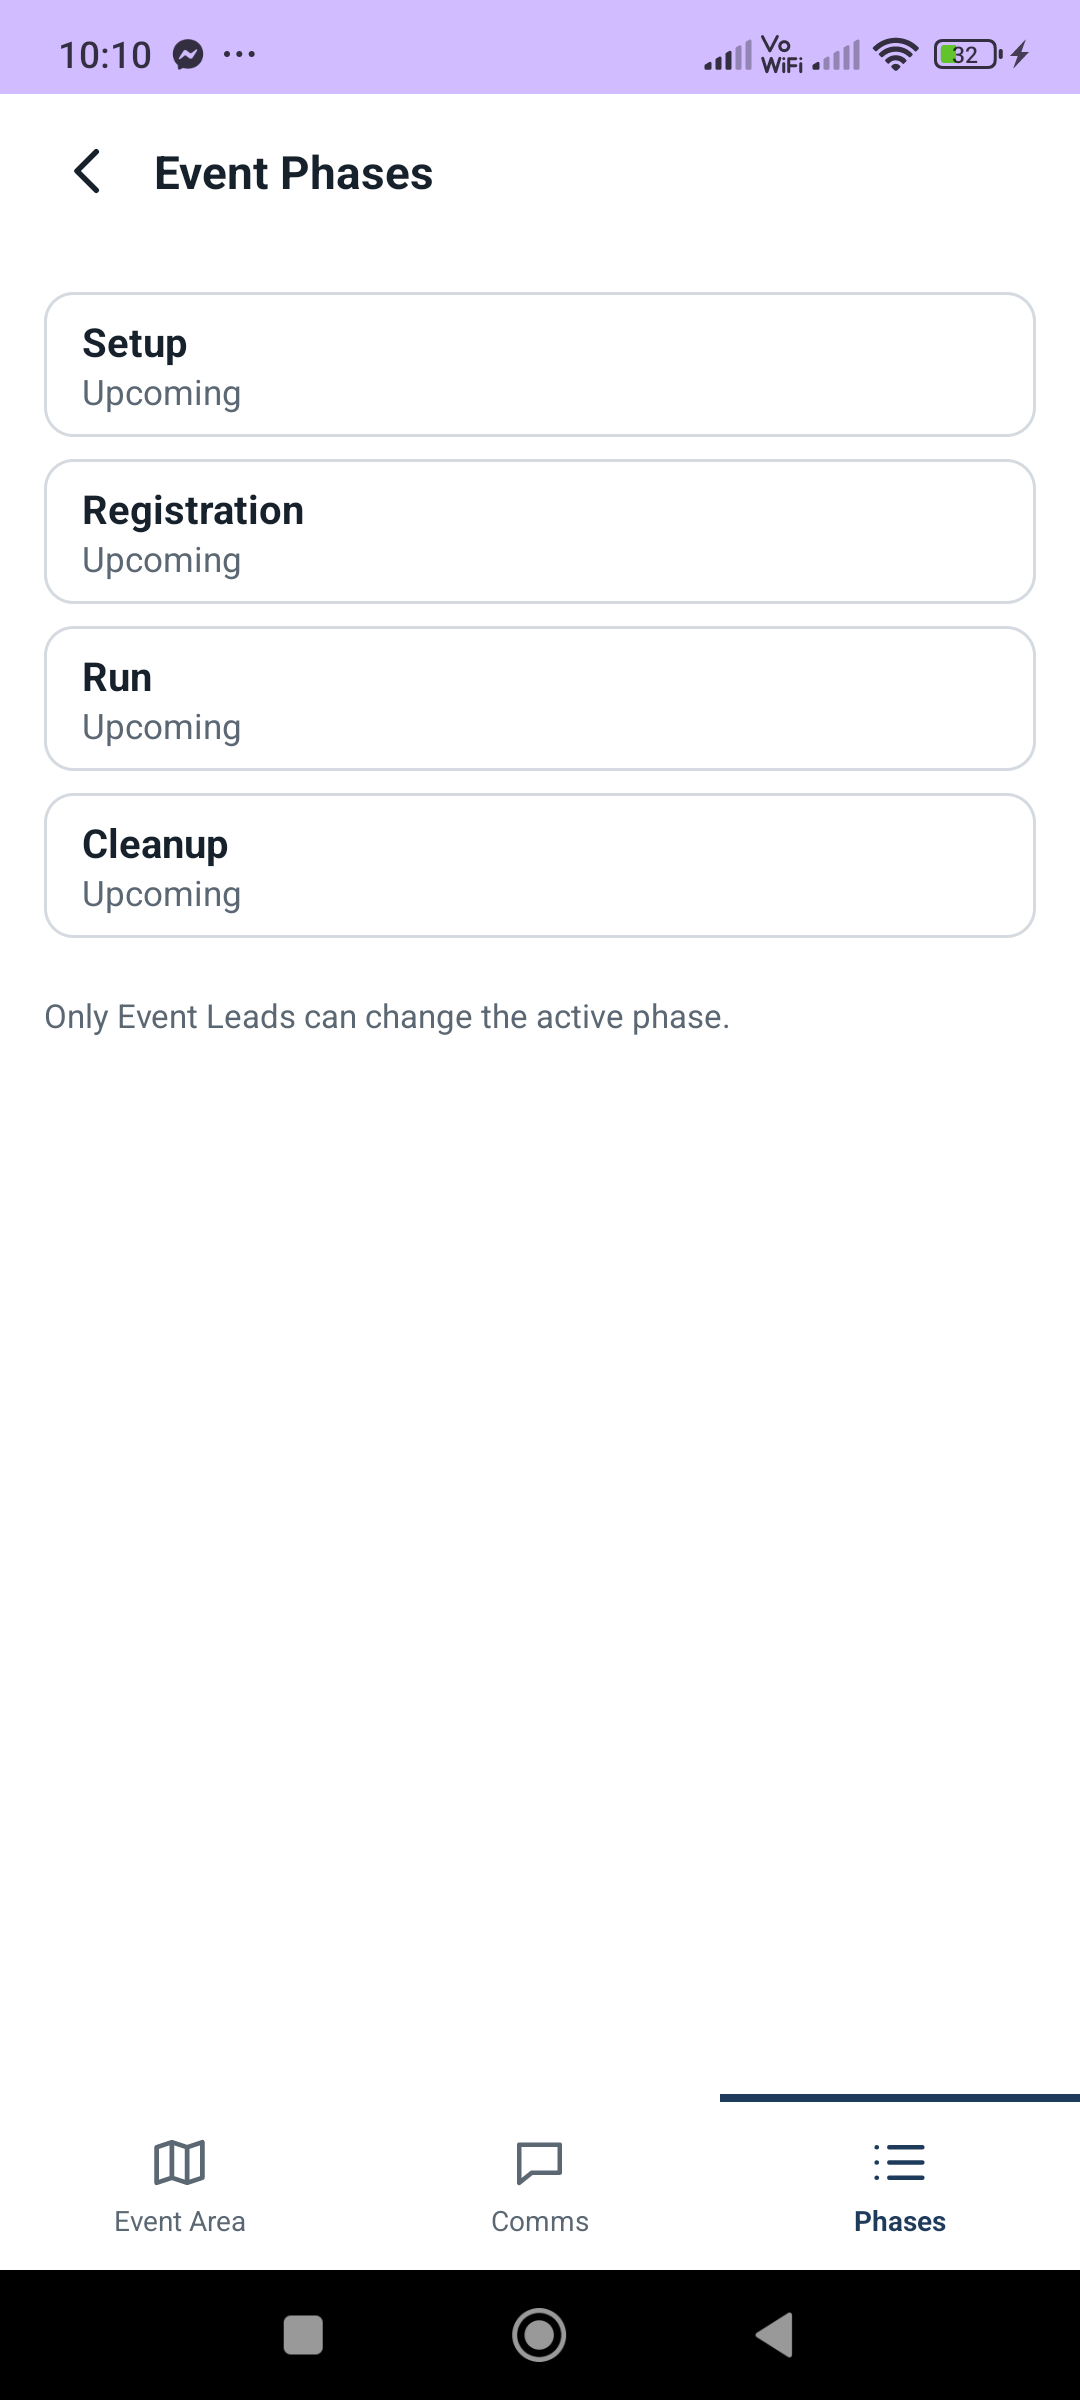 10:10
Vo WiFi
32
Event Phases
Setup
Upcoming
Registration
Upcoming
Run
Upcoming
Cleanup
Upcoming
Only Event Leads can change the active phase.
Event Area
Comms
Phases